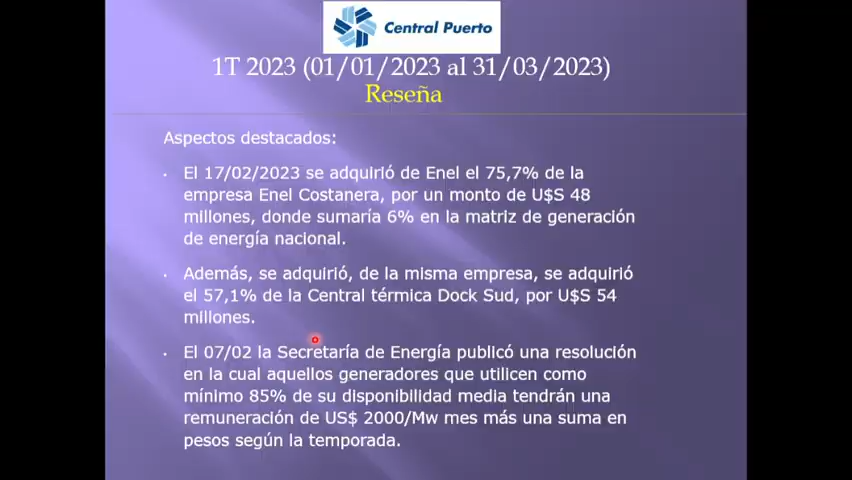 Central Puerto
1T 2023 (01/01/2023 al 31/03/2023)
Reseña
Aspectos destacados:
• El 17/02/2023 se adquirió de Enel el 75,7% de la
empresa Enel Costanera, por un monto de U$S 48
millones, donde sumaría 6% en la matriz de generación
de energía nacional.
• Además, se adquirió, de la misma empresa, se adquirió
el 57,1% de la Central térmica Dock Sud, por U$S 54
millones.
• El 07/02 la Secretaría de Energía publicó una resolución
en la cual aquellos generadores que utilicen como
mínimo 85% de su disponibilidad media tendrán una
remuneración de US$ 2000/Mw mes más una suma en
pesos según la temporada.